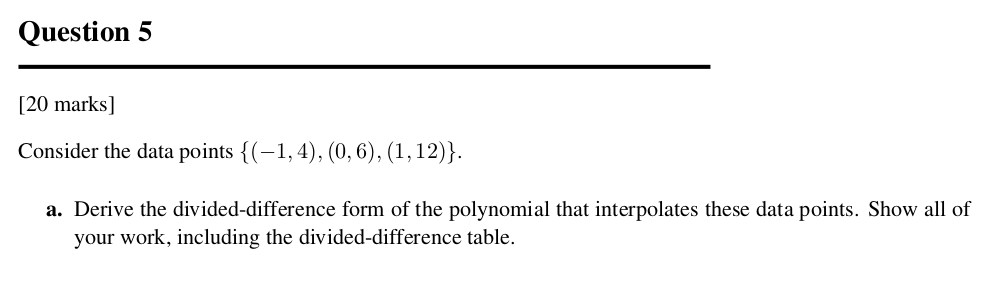 Question 5
[20 marks]
Consider the data points {(−1, 4), (0, 6), (1, 12)}.
a. Derive the divided-difference form of the polynomial that interpolates these data points. Show all of
your work, including the divided-difference table.